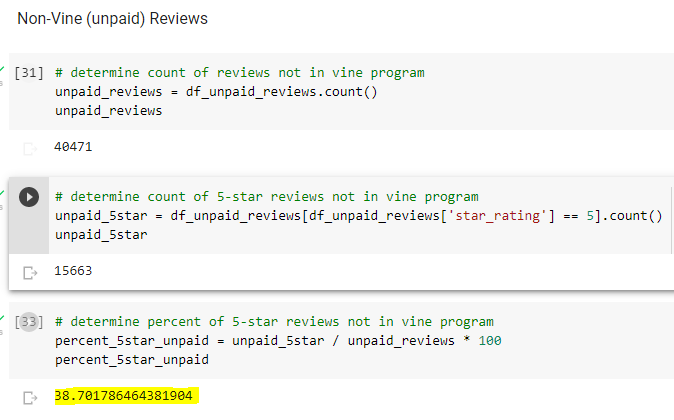 Non-Vine (unpaid) Reviews
[31] # determine count of reviews not in vine program
unpaid_reviews = df_unpaid_reviews.count()
unpaid_reviews
40471
# determine count of 5-star reviews not in vine program
unpaid_5star = df_unpaid_reviews[df_unpaid_reviews['star_rating'] == 5].count()
unpaid_5star
15663
[33] # determine percent of 5-star reviews not in vine program
percent_5star_unpaid = unpaid_5star / unpaid_reviews * 100
percent_5star_unpaid
38.701786464381904